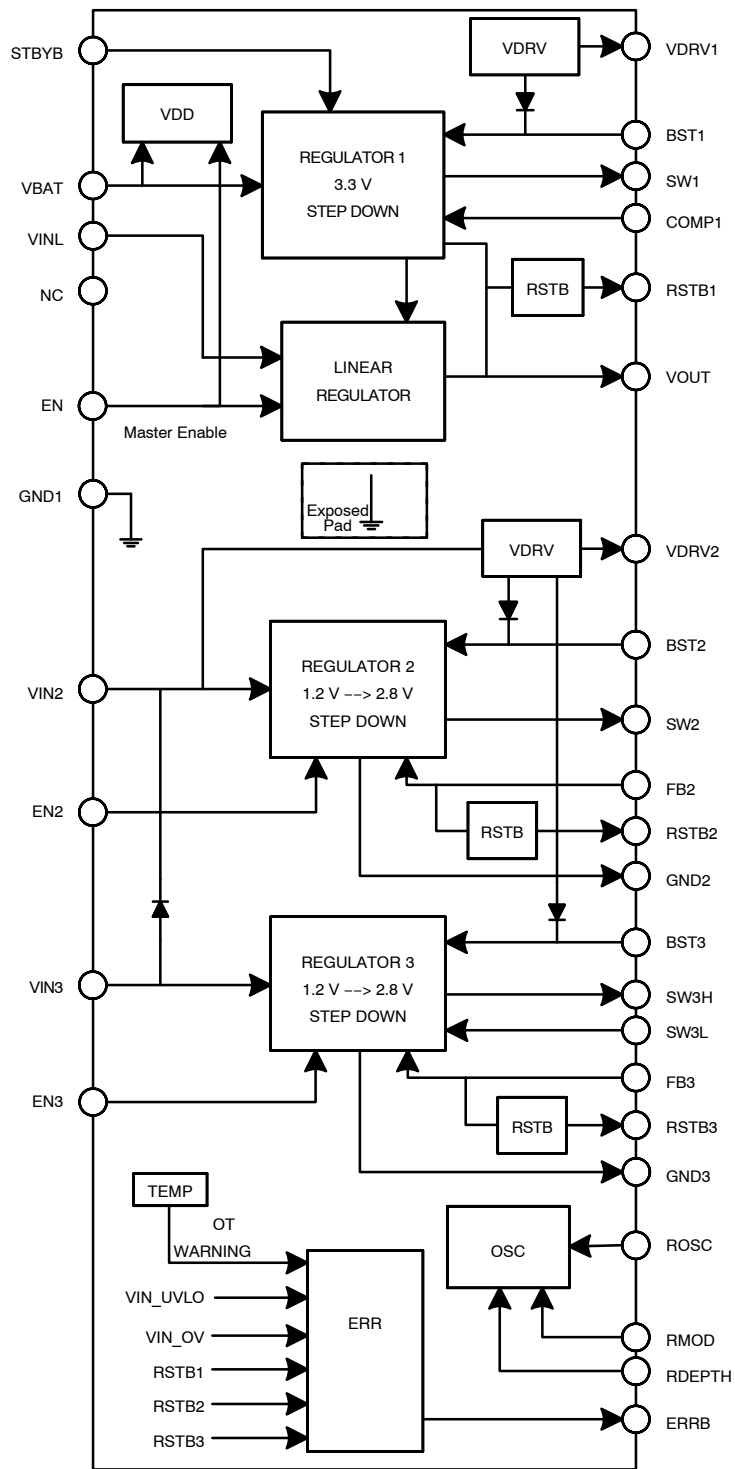 STBYB
VDRV
VDRV1
VDD
BST1
REGULATOR 1
3.3 V
STEP DOWN
VBAT
SW1
COMP1
VINL
NC
RSTB
RSTB1
LINEAR
REGULATOR
VOUT
EN
Master Enable
GND1
Exposed
Pad
VDRV
VDRV2
BST2
REGULATOR 2
1.2 V --> 2.8 V
STEP DOWN
VIN2
SW2
FB2
EN2
RSTB
RSTB2
GND2
BST3
REGULATOR 3
1.2 V --> 2.8 V
STEP DOWN
VIN3
SW3H
SW3L
FB3
EN3
RSTB
RSTB3
GND3
TEMP
OT
WARNING
OSC
ROSC
VIN_UVLO
ERR
VIN_OV
RMOD
RSTB1
RDEPTH
RSTB2
ERRB
RSTB3